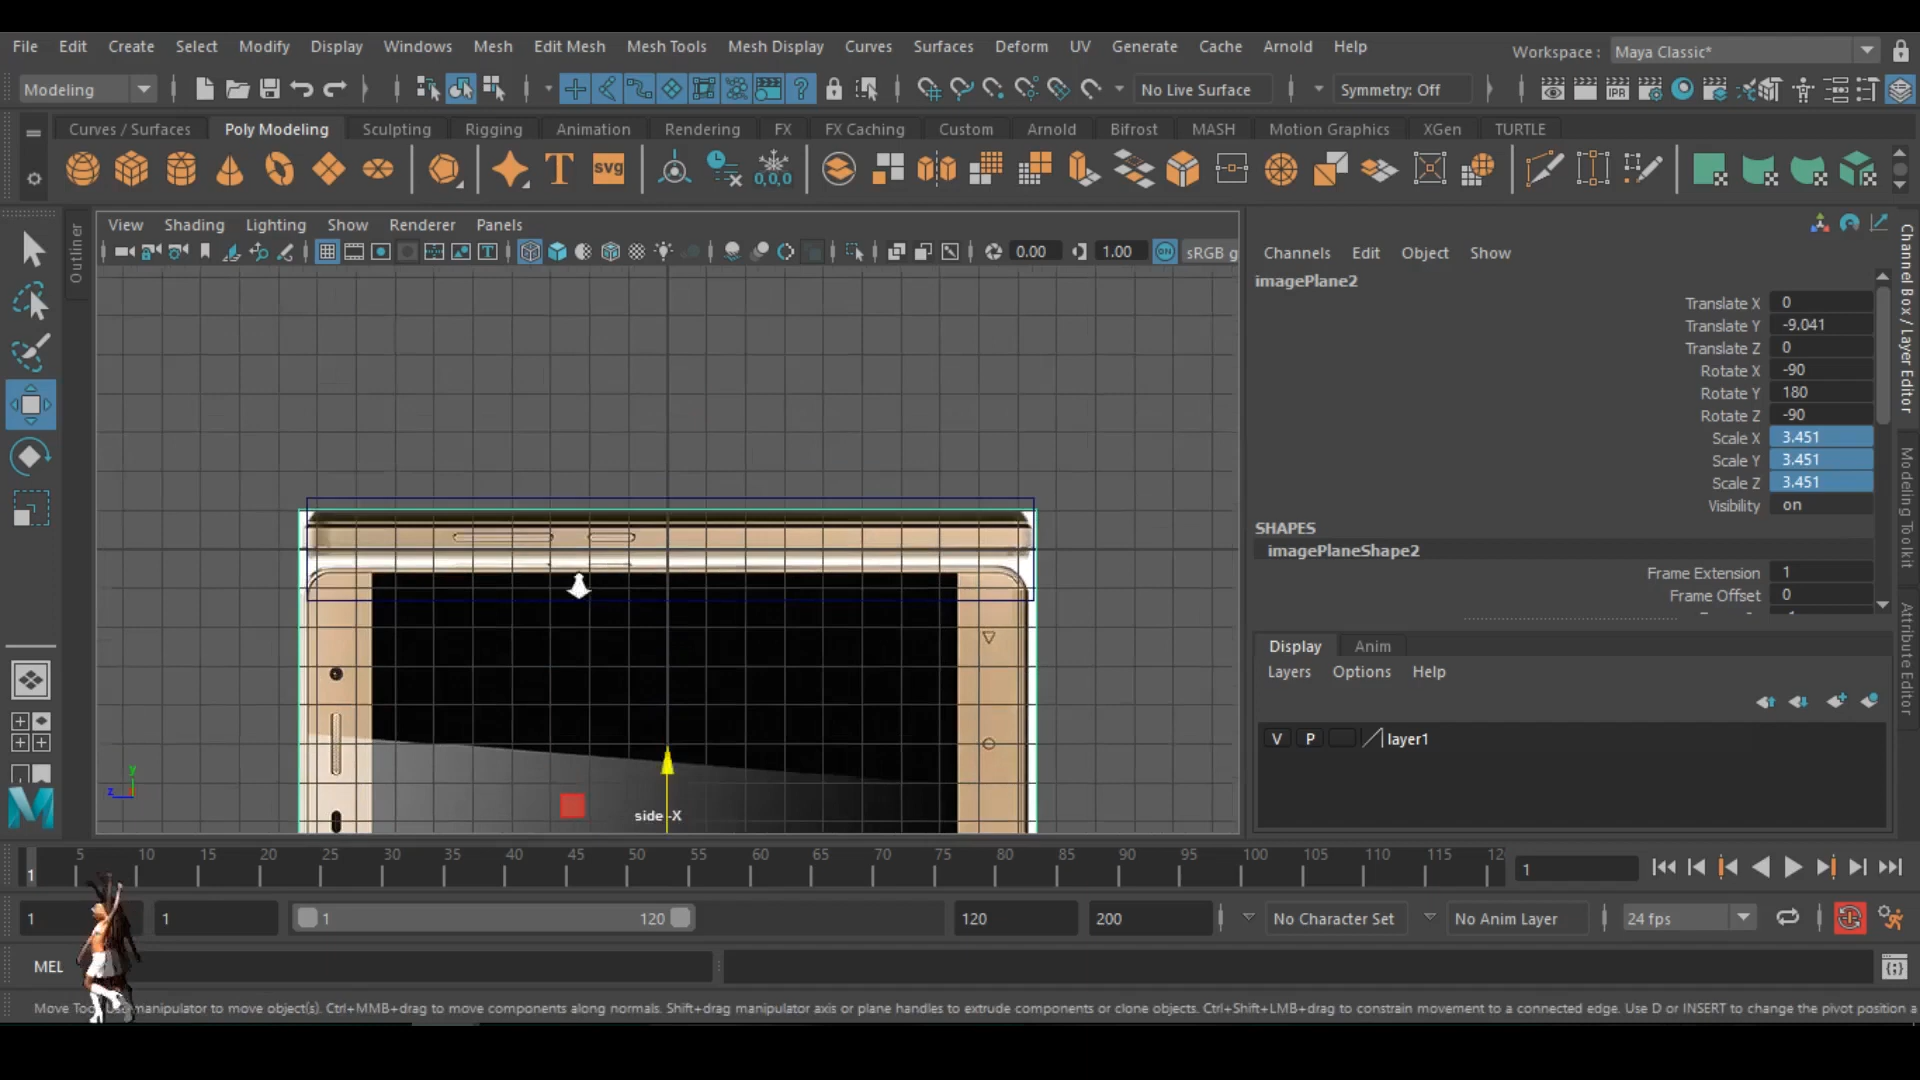 File Edit Create Select Modify Display Windows Mesh Edit Mesh Mesh Tools Mesh Display Curves Surfaces Deform UV Generate Cache Arnold Help Workspace : Maya Classic*
Modeling IPR No Live Surface Symmetry: Off
Curves / Surfaces Poly Modeling Sculpting Rigging Animation Rendering FX FX Caching Custom Arnold Bifrost MASH Motion Graphics XGen TURTLE
T svg 0,0,0
Outliner
View Shading Lighting Show Renderer Panels
0.00 1.00 ON sRGB g
y
z
side -X
Channels Edit Object Show
imagePlane2
Translate X 0
Translate Y -9.041
Translate Z 0
Rotate X -90
Rotate Y 180
Rotate Z -90
Scale X 3.451
Scale Y 3.451
Scale Z 3.451
Visibility on
SHAPES
imagePlaneShape2
Frame Extension 1
Frame Offset 0
Display Anim
Layers Options Help
V P layer1
Channel Box / Layer Editor
Modeling Toolkit
Attribute Editor
5 10 15 20 25 30 35 40 45 50 55 60 65 70 75 80 85 90 95 100 105 110 115 12
1 1
1 1 1 120 120 200 No Character Set No Anim Layer 24 fps
MEL
Move Too manipulator to move object(s). Ctrl+MMB+drag to move components along normals. Shift+drag manipulator axis or plane handles to extrude components or clone objects. Ctrl+Shift+LMB+drag to constrain movement to a connected edge. Use D or INSERT to change the pivot position a